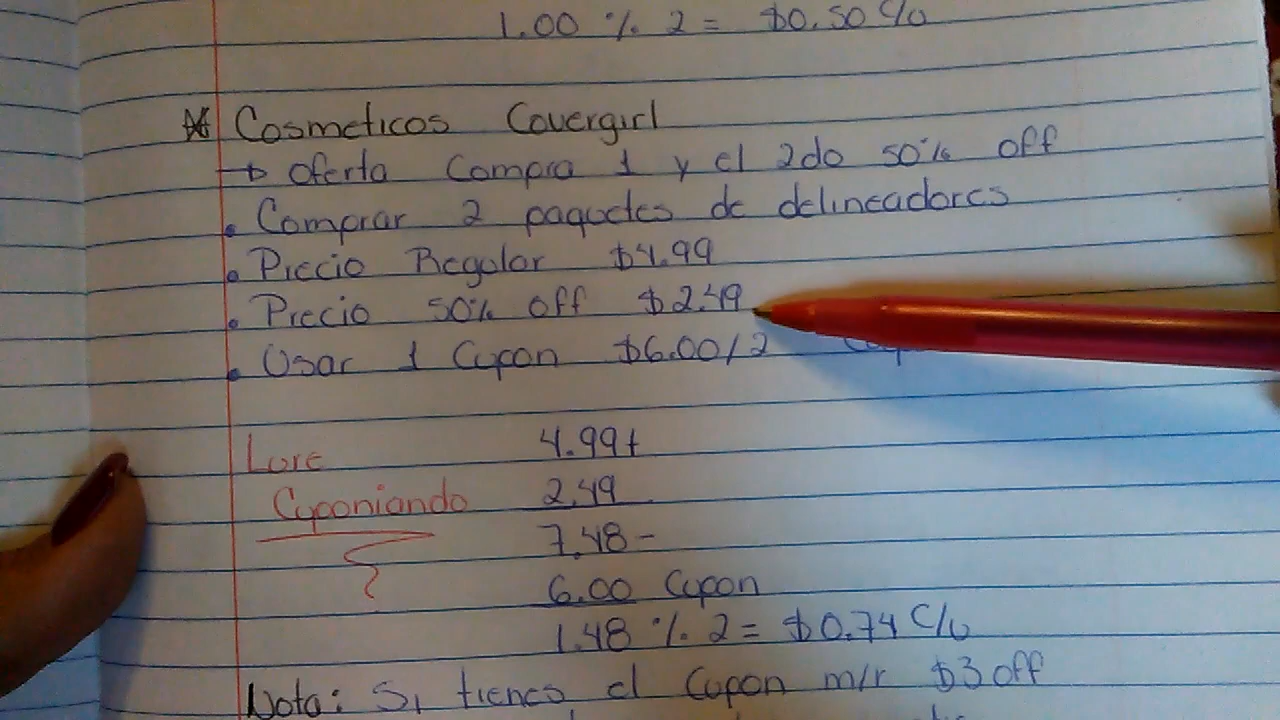 1.00 % 2 = $0.50 C/u
* Cosmeticos Covergirl
→ Oferta Compra 1 y el 2do 50% off
• Comprar 2 paquetes de delineadores
• Precio Regular $4.99
• Precio 50% off $2.49
• Usar 1 Cupon $6.00/2
Lore
Cuponiando
4.99+
2.49
7.48-
6.00 Cupon
1.48 % 2 = $0.74 C/u
Nota: Si tienes el Cupon m/r $3 off